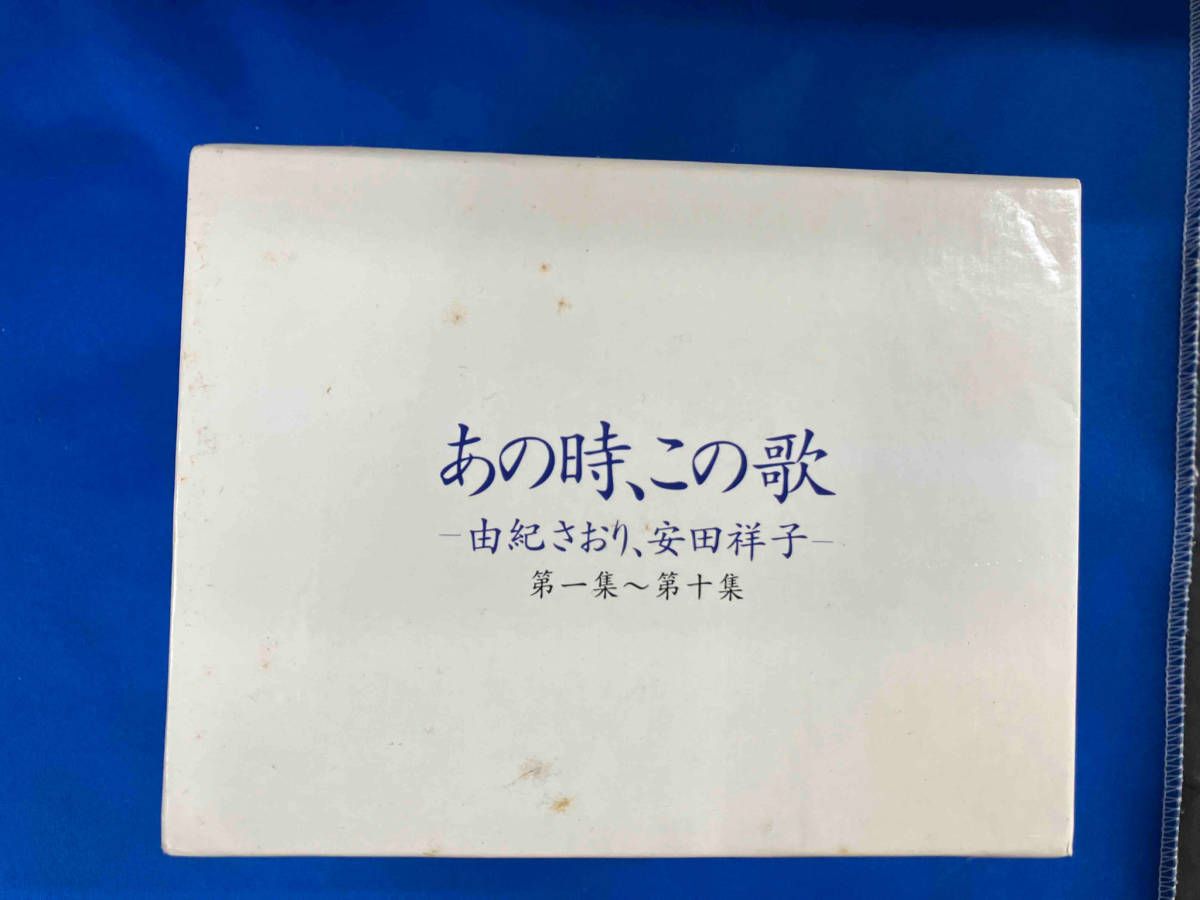 あの時、この歌
—由紀さおり、安田祥子—
第一集～第十集